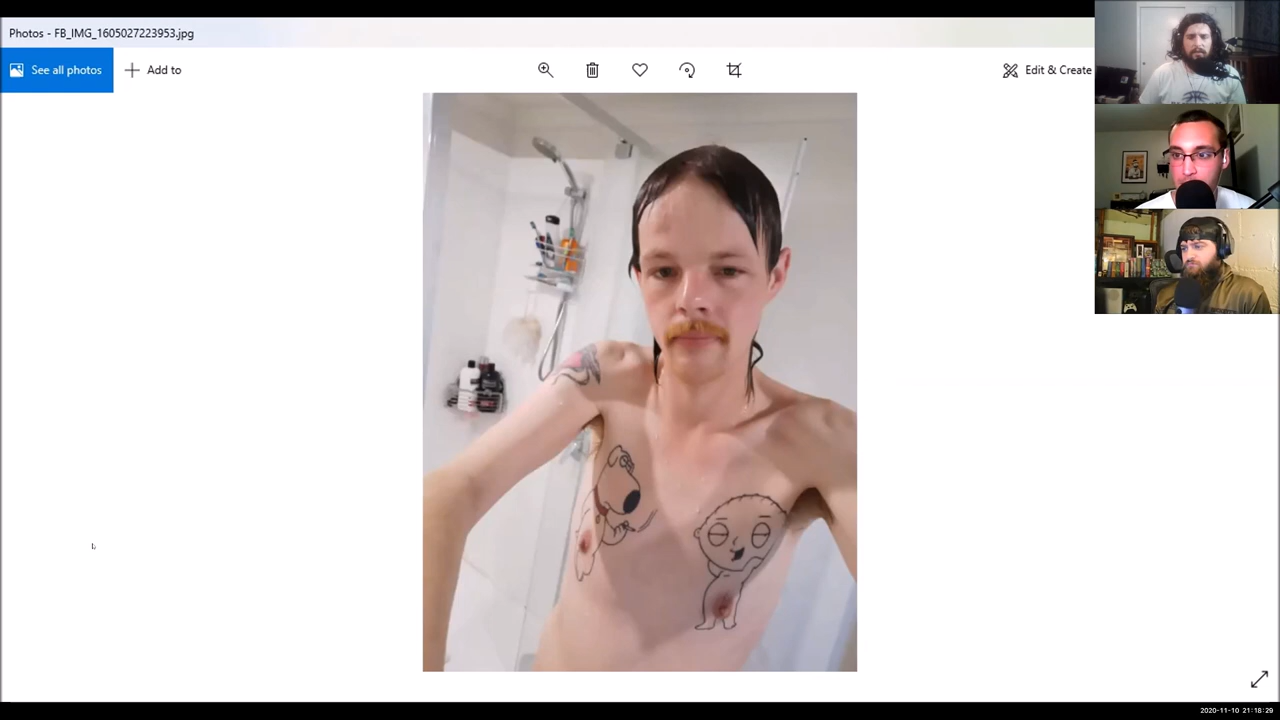 Photos - FB_IMG_1605027223953.jpg
See all photos
Add to
Edit & Create
2020-11-10 21:18:29